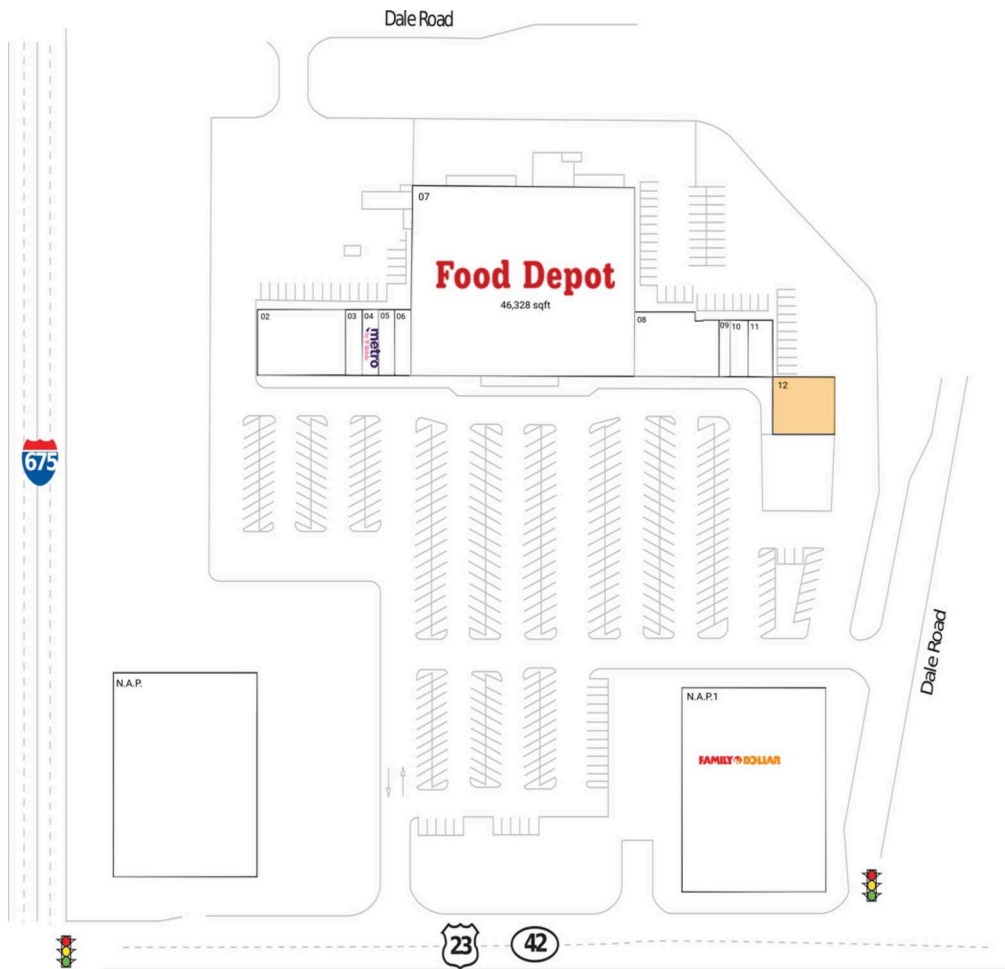 Dale Road
07
Food Depot
46,328 sqft
02
03
04
05
06
metro
08
09
10
11
12
675
Dale Road
N.A.P.
N.A.P.1
FAMILY DOLLAR
23
42